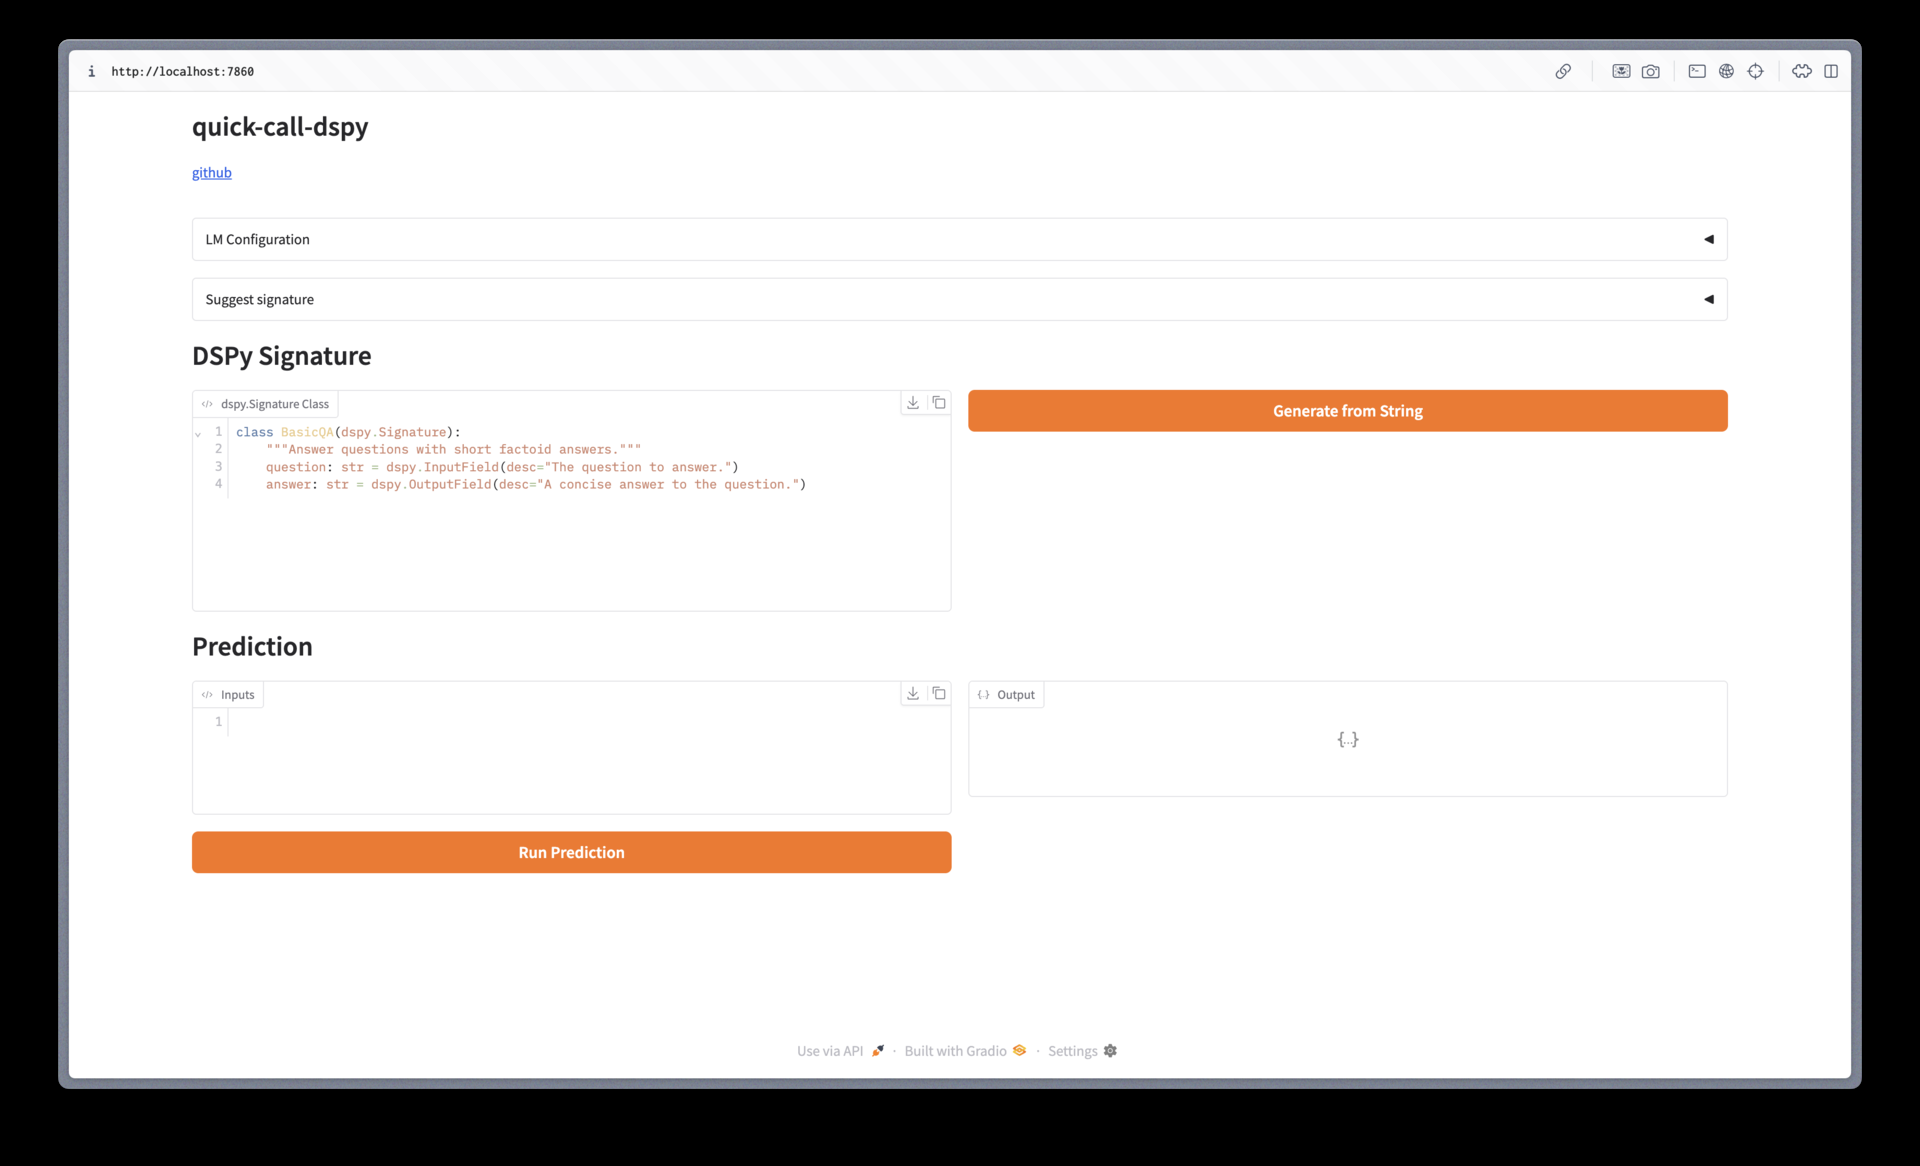 i http://localhost:7860
quick-call-dspy
github
LM Configuration
Suggest signature
DSPy Signature
dspy.Signature Class
Generate from String
1 class BasicQA(dspy.Signature):
2     """Answer questions with short factoid answers."""
3     question: str = dspy.InputField(desc="The question to answer.")
4     answer: str = dspy.OutputField(desc="A concise answer to the question.")
Prediction
Inputs
1
Output
{...}
Run Prediction
Use via API · Built with Gradio · Settings